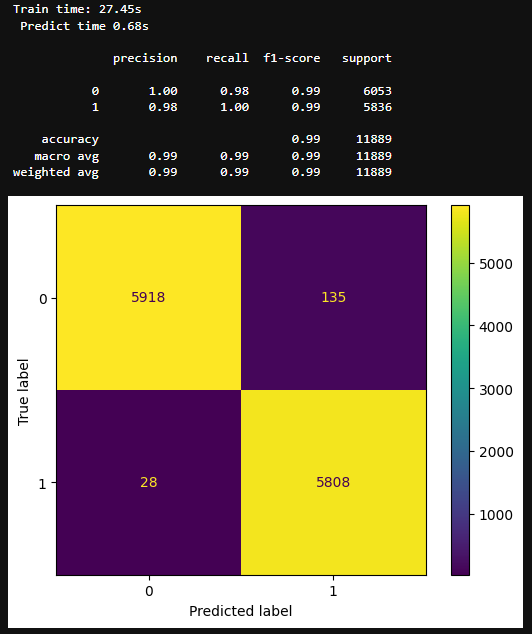 Train time: 27.45s
Predict time 0.68s
precision recall f1-score support
0 1.00 0.98 0.99 6053
1 0.98 1.00 0.99 5836
accuracy 0.99 11889
macro avg 0.99 0.99 0.99 11889
weighted avg 0.99 0.99 0.99 11889
5000
0 5918 135
4000
3000
True label
2000
1 28 5808
1000
0 1
Predicted label